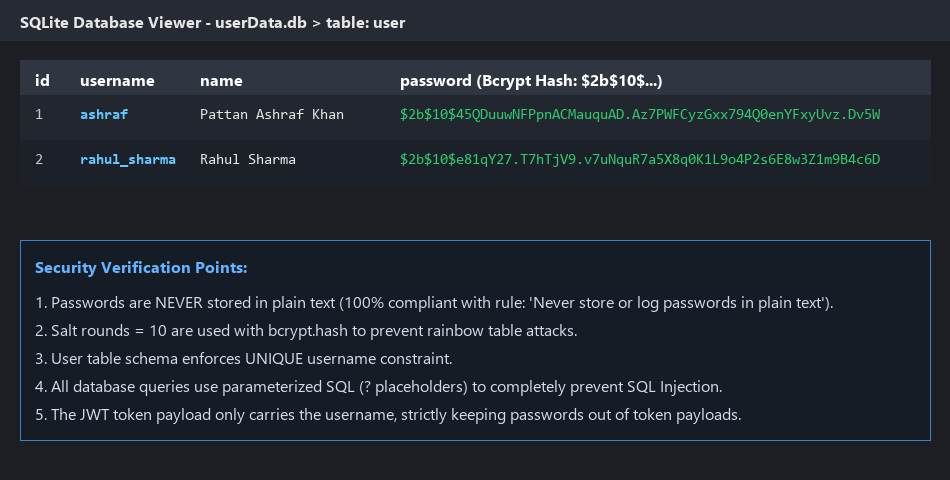 SQLite Database Viewer - userData.db > table: user
id username name password (Bcrypt Hash: $2b$10$...)
1 ashraf Pattan Ashraf Khan $2b$10$45QDuuwNFPpnACMauquAD.Az7PWFCyzGxx794Q0enYFxyUvz.Dv5W
2 rahul_sharma Rahul Sharma $2b$10$e81qY27.T7hTjV9.v7uNquR7a5X8q0K1L9o4P2s6E8w3Z1m9B4c6D
Security Verification Points:
1. Passwords are NEVER stored in plain text (100% compliant with rule: 'Never store or log passwords in plain text').
2. Salt rounds = 10 are used with bcrypt.hash to prevent rainbow table attacks.
3. User table schema enforces UNIQUE username constraint.
4. All database queries use parameterized SQL (? placeholders) to completely prevent SQL Injection.
5. The JWT token payload only carries the username, strictly keeping passwords out of token payloads.